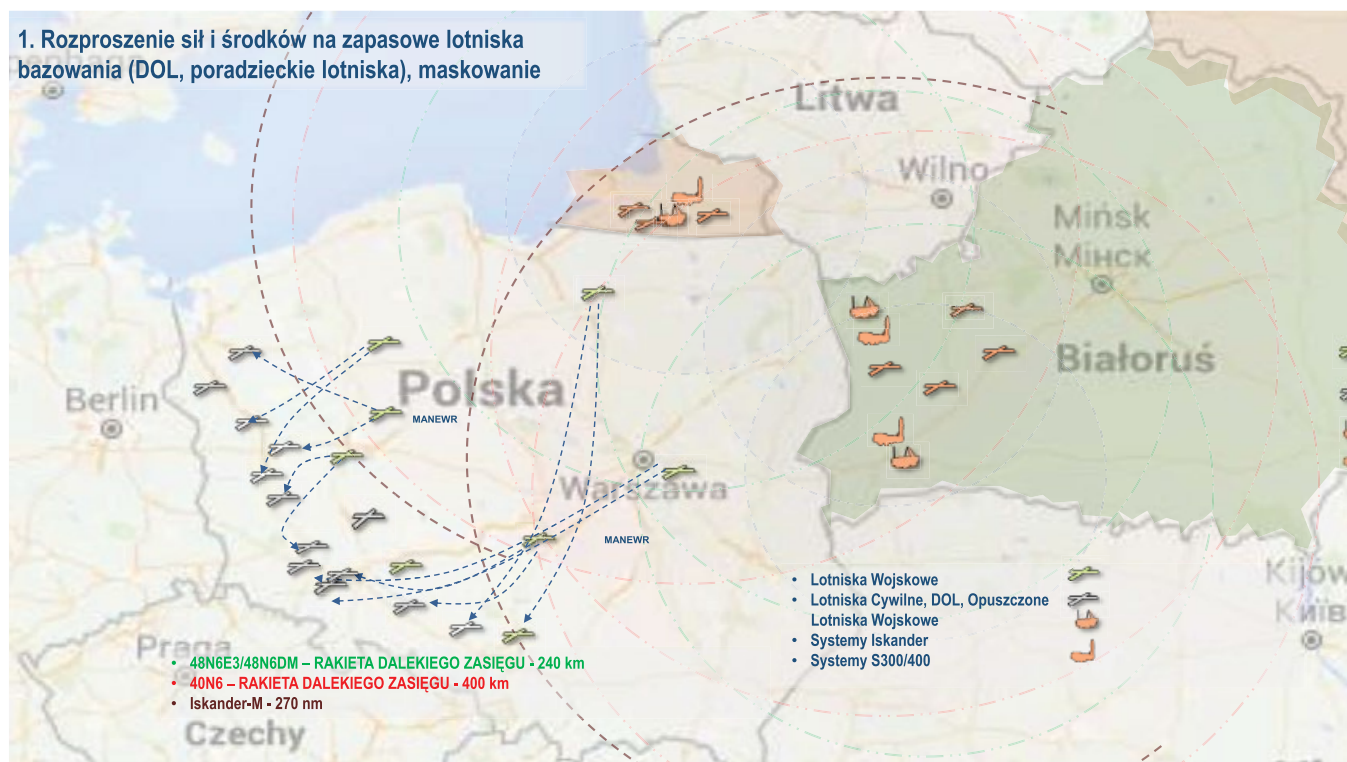 1. Rozproszenie sił i środków na zapasowe lotniska
bazowania (DOL, poradzieckie lotniska), maskowanie
Litwa
Wilno
Mińsk
Мінск
Białoruś
Polska
Berlin
MANEWR
Warszawa
MANEWR
Kijów
Київ
• Lotniska Wojskowe
• Lotniska Cywilne, DOL, Opuszczone
Lotniska Wojskowe
• Systemy Iskander
• Systemy S300/400
Praga
• 48N6E3/48N6DM – RAKIETA DALEKIEGO ZASIĘGU - 240 km
• 40N6 – RAKIETA DALEKIEGO ZASIĘGU - 400 km
• Iskander-M - 270 nm
Czechy